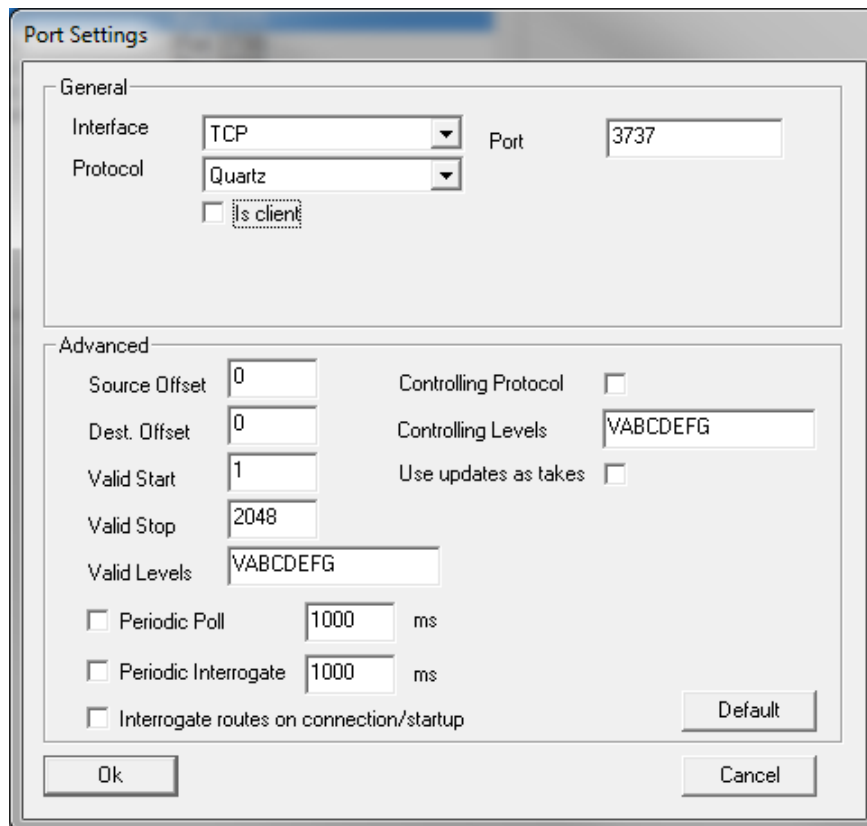 Port Settings
General
Interface TCP Port 3737
Protocol Quartz
Is client
Advanced
Source Offset 0 Controlling Protocol
Dest. Offset 0 Controlling Levels VABCDEFG
Valid Start 1 Use updates as takes
Valid Stop 2048
Valid Levels VABCDEFG
Periodic Poll 1000 ms
Periodic Interrogate 1000 ms
Interrogate routes on connection/startup Default
Ok Cancel